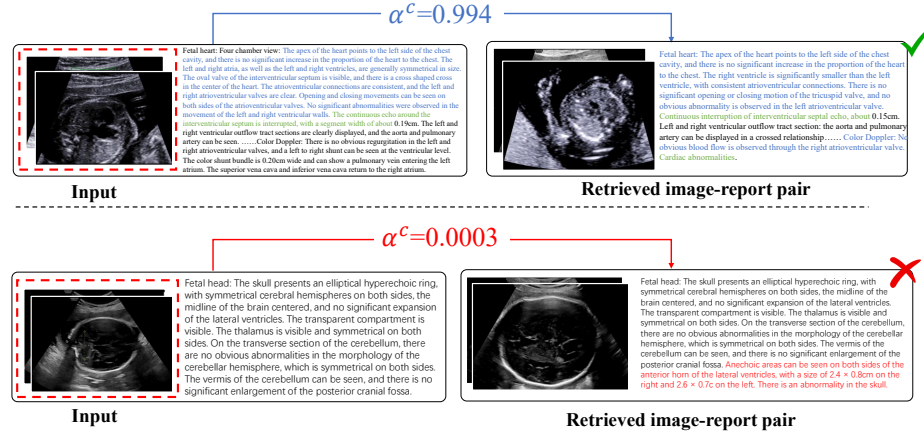 α^c=0.994
Fetal heart: Four chamber view: The apex of the heart points to the left side of the chest
cavity, and there is no significant increase in the proportion of the heart to the chest. The
left and right atria, as well as the left and right ventricles, are generally symmetrical in size.
The oval valve of the interventricular septum is visible, and there is a cross shaped cross
in the center of the heart. The atrioventricular connections are consistent, and the left and
right atrioventricular valves are clear. Opening and closing movements can be seen on
both sides of the atrioventricular valves. No significant abnormalities were observed in the
movement of the left and right ventricular walls. The continuous echo around the
interventricular septum is interrupted, with a segment width of about 0.19cm. The left and
right ventricular outflow tract sections are clearly displayed, and the aorta and pulmonary
artery can be seen. ……Color Doppler: There is no obvious regurgitation in the left and
right atrioventricular valves, and a left to right shunt can be seen at the ventricular level.
The color shunt bundle is 0.20cm wide and can show a pulmonary vein entering the left
atrium. The superior vena cava and inferior vena cava return to the right atrium.
Input
Fetal heart: The apex of the heart points to the left side of the chest
cavity, and there is no significant increase in the proportion of the heart
to the chest. The right ventricle is significantly smaller than the left
ventricle, with consistent atrioventricular connections. There is no
significant opening or closing motion of the tricuspid valve, and no
obvious abnormality is observed in the left atrioventricular valve.
Continuous interruption of interventricular septal echo, about 0.15cm.
Left and right ventricular outflow tract section: the aorta and pulmonary
artery can be displayed in a crossed relationship…… Color Doppler: No
obvious blood flow is observed through the right atrioventricular valve.
Cardiac abnormalities.
Retrieved image-report pair
α^c=0.0003
Fetal head: The skull presents an elliptical hyperechoic ring,
with symmetrical cerebral hemispheres on both sides, the
midline of the brain centered, and no significant expansion
of the lateral ventricles. The transparent compartment is
visible. The thalamus is visible and symmetrical on both
sides. On the transverse section of the cerebellum, there
are no obvious abnormalities in the morphology of the
cerebellar hemisphere, which is symmetrical on both sides.
The vermis of the cerebellum can be seen, and there is no
significant enlargement of the posterior cranial fossa.
Input
Fetal head: The skull presents an elliptical hyperechoic ring, with
symmetrical cerebral hemispheres on both sides, the midline of the
brain centered, and no significant expansion of the lateral ventricles.
The transparent compartment is visible. The thalamus is visible and
symmetrical on both sides. On the transverse section of the cerebellum,
there are no obvious abnormalities in the morphology of the cerebellar
hemisphere, which is symmetrical on both sides. The vermis of the
cerebellum can be seen, and there is no significant enlargement of the
posterior cranial fossa. Anechoic areas can be seen on both sides of the
anterior horn of the lateral ventricles, with a size of 2.4 × 0.8cm on the
right and 2.6 × 0.7c on the left. There is an abnormality in the skull.
Retrieved image-report pair